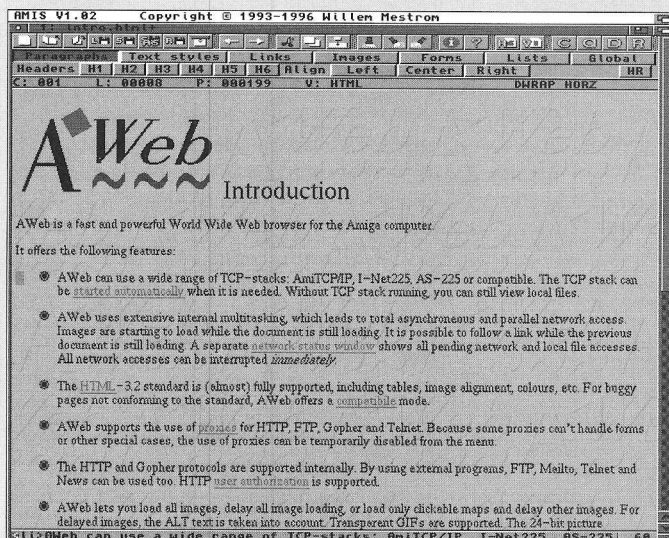 AMIS V1.02 Copyright © 1993-1996 Willem Mestrom
1: intro.html+
C Q D R
Paragraphs Text styles Links Images Forms Lists Global
Headers H1 H2 H3 H4 H5 H6 Align Left Center Right HR
C: 001 L: 00008 P: 000199 V: HTML DWRAP HORZ
AWeb
Introduction
AWeb is a fast and powerful World Wide Web browser for the Amiga computer.
It offers the following features:
AWeb can use a wide range of TCP-stacks: AmiTCP/IP, I-Net225, AS-225 or compatible. The TCP stack can
be started automatically when it is needed. Without TCP stack running, you can still view local files.
AWeb uses extensive internal multitasking, which leads to total asynchronous and parallel network access.
Images are starting to load while the document is still loading. It is possible to follow a link while the previous
document is still loading. A separate network status window shows all pending network and local file accesses.
All network accesses can be interrupted immediately.
The HTML-3.2 standard is (almost) fully supported, including tables, image alignment, colours, etc. For buggy
pages not conforming to the standard, AWeb offers a compatibile mode.
AWeb supports the use of proxies for HTTP, FTP, Gopher and Telnet. Because some proxies can't handle forms
or other special cases, the use of proxies can be temporarily disabled from the menu.
The HTTP and Gopher protocols are supported internally. By using external programs, FTP, Mailto, Telnet and
News can be used too. HTTP user authorization is supported.
AWeb lets you load all images, delay all image loading, or load only clickable maps and delay other images. For
delayed images, the ALT text is taken into account. Transparent GIFs are supported. The 24-bit picture
<li>AWeb can use a wide range of TCP-stacks: AmiTCP/IP, I-Net225, AS-225| 60